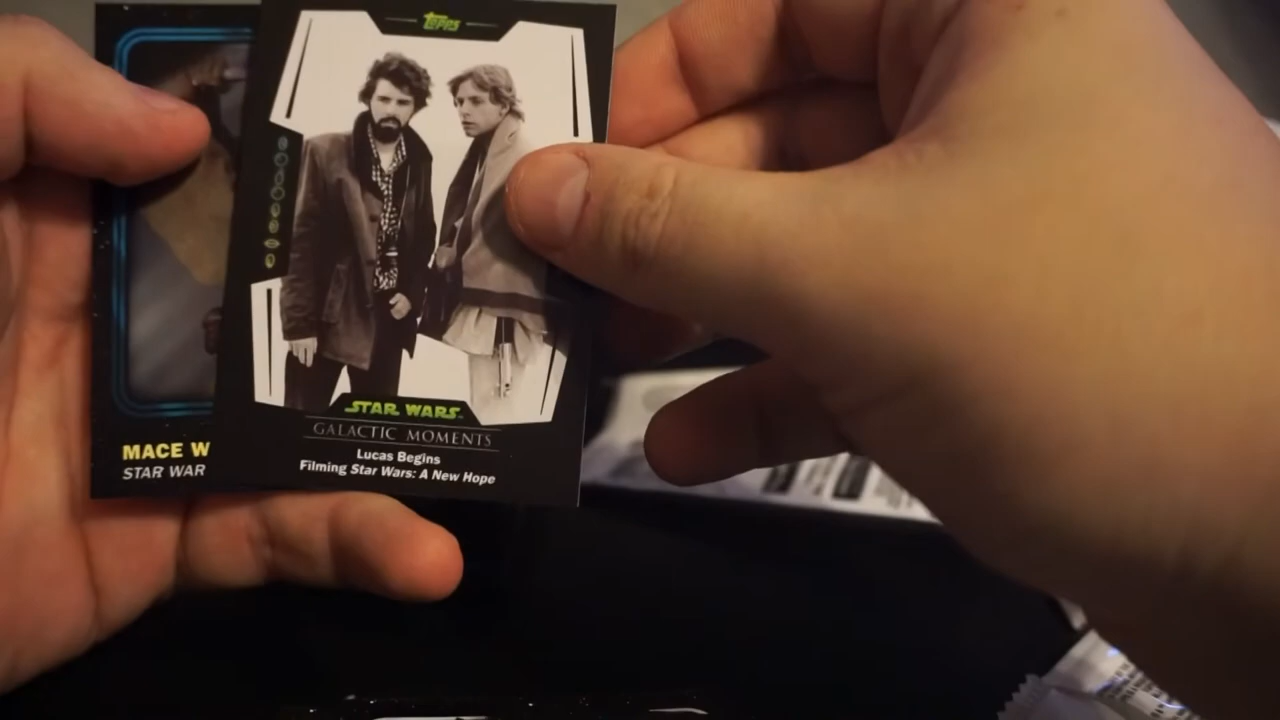 Topps
STAR WARS
GALACTIC MOMENTS
Lucas Begins
Filming Star Wars: A New Hope
MACE W
STAR WAR